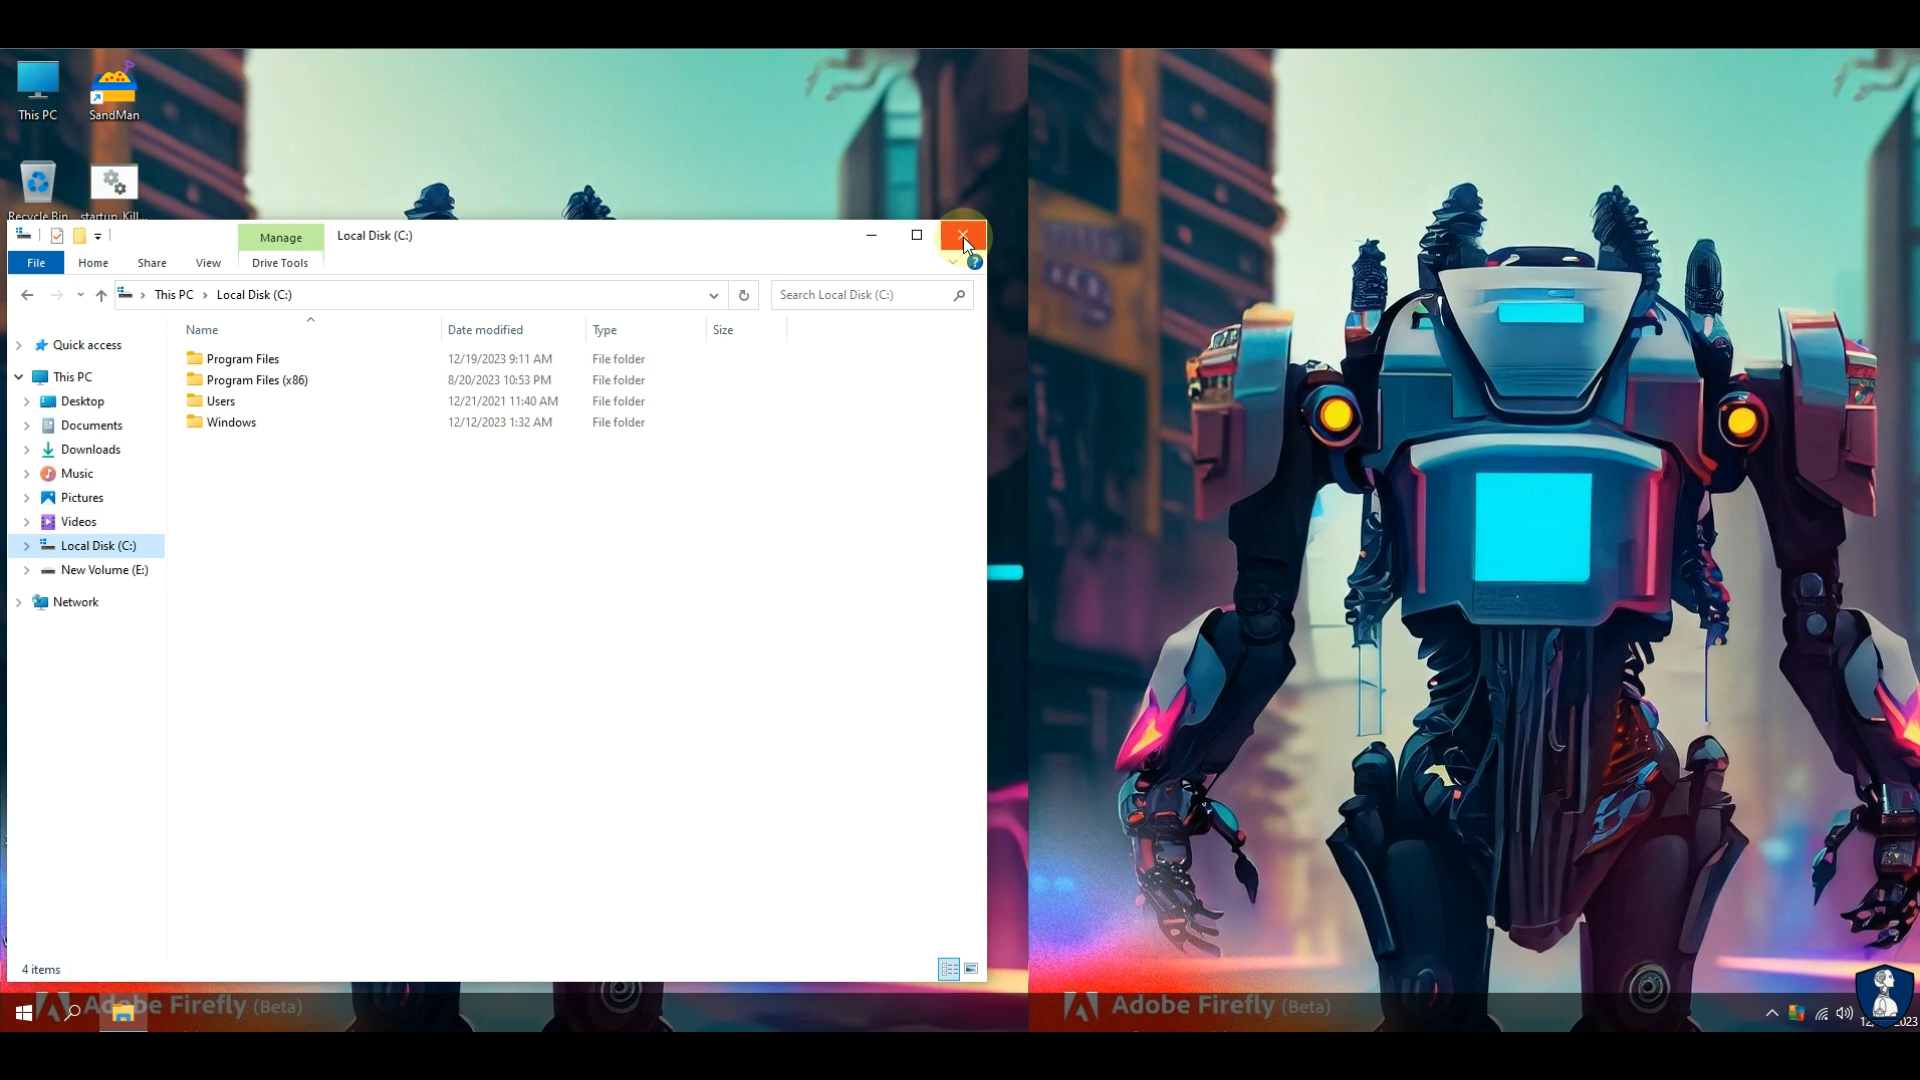 This PC
SandMan
Recycle Bin
startup_Kill...
Manage
Local Disk (C:)
File
Home
Share
View
Drive Tools
This PC
Local Disk (C:)
Search Local Disk (C:)
Name
Date modified
Type
Size
Program Files 12/19/2023 9:11 AM File folder
Program Files (x86) 8/20/2023 10:53 PM File folder
Users 12/21/2021 11:40 AM File folder
Windows 12/12/2023 1:32 AM File folder
Quick access
This PC
Desktop
Documents
Downloads
Music
Pictures
Videos
Local Disk (C:)
New Volume (E:)
Network
4 items
Adobe Firefly (Beta)
Adobe Firefly (Beta)